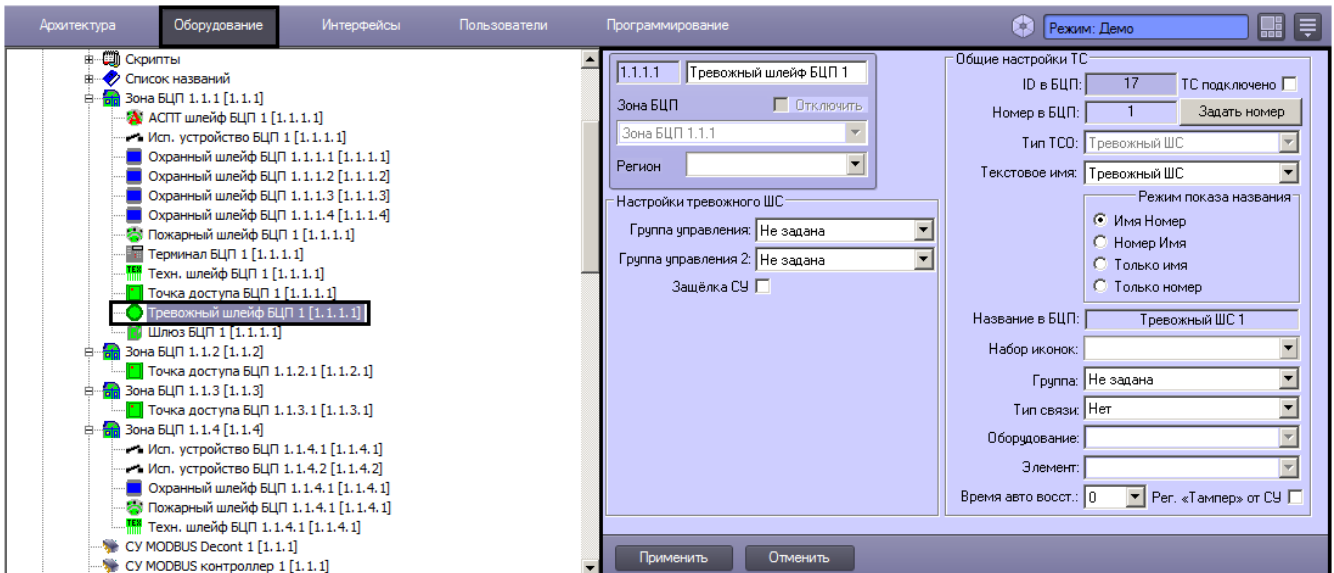 Архитектура Оборудование Интерфейсы Пользователи Программирование Режим: Демо
Скрипты
Список названий
Зона БЦП 1.1.1 [1.1.1]
АСПТ шлейф БЦП 1 [1.1.1.1]
Исп. устройство БЦП 1 [1.1.1.1]
Охранный шлейф БЦП 1.1.1.1 [1.1.1.1]
Охранный шлейф БЦП 1.1.1.2 [1.1.1.2]
Охранный шлейф БЦП 1.1.1.3 [1.1.1.3]
Охранный шлейф БЦП 1.1.1.4 [1.1.1.4]
Пожарный шлейф БЦП 1 [1.1.1.1]
Терминал БЦП 1 [1.1.1.1]
Техн. шлейф БЦП 1 [1.1.1.1]
Точка доступа БЦП 1 [1.1.1.1]
Тревожный шлейф БЦП 1 [1.1.1.1]
Шлюз БЦП 1 [1.1.1.1]
Зона БЦП 1.1.2 [1.1.2]
Точка доступа БЦП 1.1.2.1 [1.1.2.1]
Зона БЦП 1.1.3 [1.1.3]
Точка доступа БЦП 1.1.3.1 [1.1.3.1]
Зона БЦП 1.1.4 [1.1.4]
Исп. устройство БЦП 1.1.4.1 [1.1.4.1]
Исп. устройство БЦП 1.1.4.2 [1.1.4.2]
Охранный шлейф БЦП 1.1.4.1 [1.1.4.1]
Пожарный шлейф БЦП 1.1.4.1 [1.1.4.1]
Техн. шлейф БЦП 1.1.4.1 [1.1.4.1]
СУ MODBUS Decont 1 [1.1.1]
СУ MODBUS контроллер 1 [1.1.1]
1.1.1.1 Тревожный шлейф БЦП 1
Зона БЦП Отключить
Зона БЦП 1.1.1
Регион
Настройки тревожного ШС
Группа управления: Не задана
Группа управления 2: Не задана
Защёлка СУ
Общие настройки ТС
ID в БЦП: 17 ТС подключено
Номер в БЦП: 1 Задать номер
Тип ТСО: Тревожный ШС
Текстовое имя: Тревожный ШС
Режим показа названия
Имя Номер
Номер Имя
Только имя
Только номер
Название в БЦП: Тревожный ШС 1
Набор иконок:
Группа: Не задана
Тип связи: Нет
Оборудование:
Элемент:
Время авто восст.: 0 Рег. «Тампер» от СУ
Применить Отменить